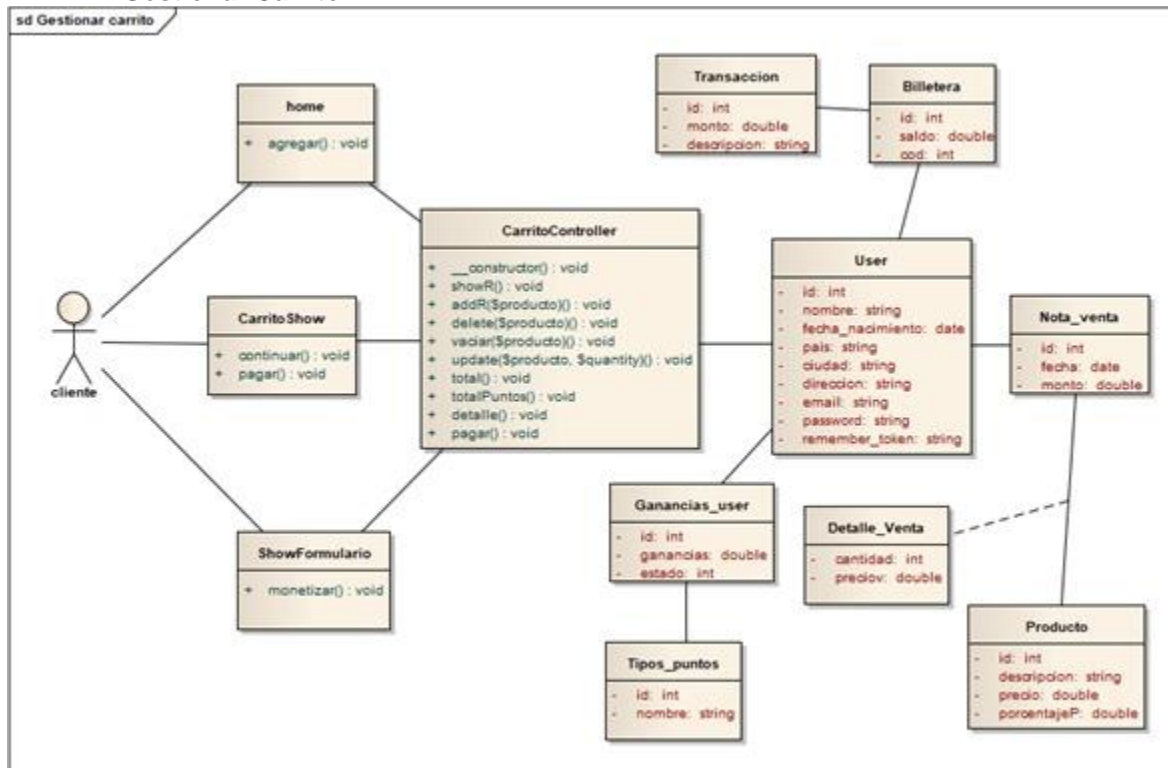 sd Gestionar carrito
home
+ agregar() : void
CarritoShow
+ continuar() : void
+ pagar() : void
cliente
ShowFormulario
+ monetizar() : void
CarritoController
+ __constructor() : void
+ showR() : void
+ addR($producto)() : void
+ delete($producto)() : void
+ vaciar($producto)() : void
+ update($producto, $quantity)() : void
+ total() : void
+ totalPuntos() : void
+ detalle() : void
+ pagar() : void
Transaccion
- id: int
- monto: double
- descripcion: string
Billetera
- id: int
- saldo: double
- cod: int
User
- id: int
- nombre: string
- fecha_nacimiento: date
- pais: string
- ciudad: string
- direccion: string
- email: string
- password: string
- remember_token: string
Nota_venta
- id: int
- fecha: date
- monto: double
Ganancias_user
- id: int
- ganancias: double
- estado: int
Detalle_Venta
- cantidad: int
- preciov: double
Tipos_puntos
- id: int
- nombre: string
Producto
- id: int
- descripcion: string
- precio: double
- porcentajeP: double